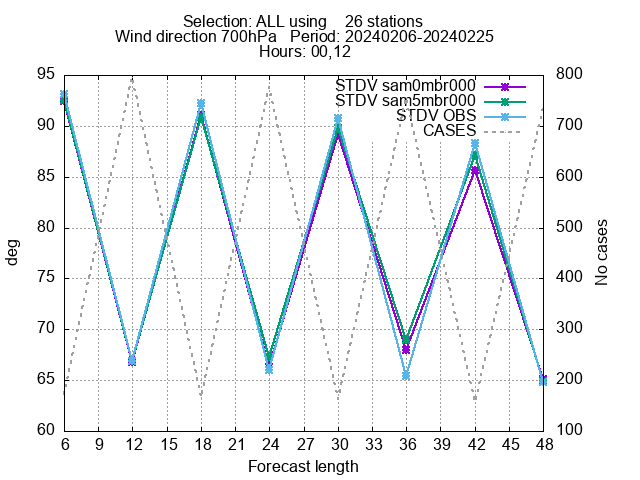 Selection: ALL using    26 stations
Wind direction 700hPa   Period: 20240206-20240225
Hours: 00,12
STDV sam0mbr000
STDV sam5mbr000
STDV OBS
CASES
95
90
85
80
75
70
65
60
deg
800
700
600
500
400
300
200
100
No cases
6 9 12 15 18 21 24 27 30 33 36 39 42 45 48
Forecast length